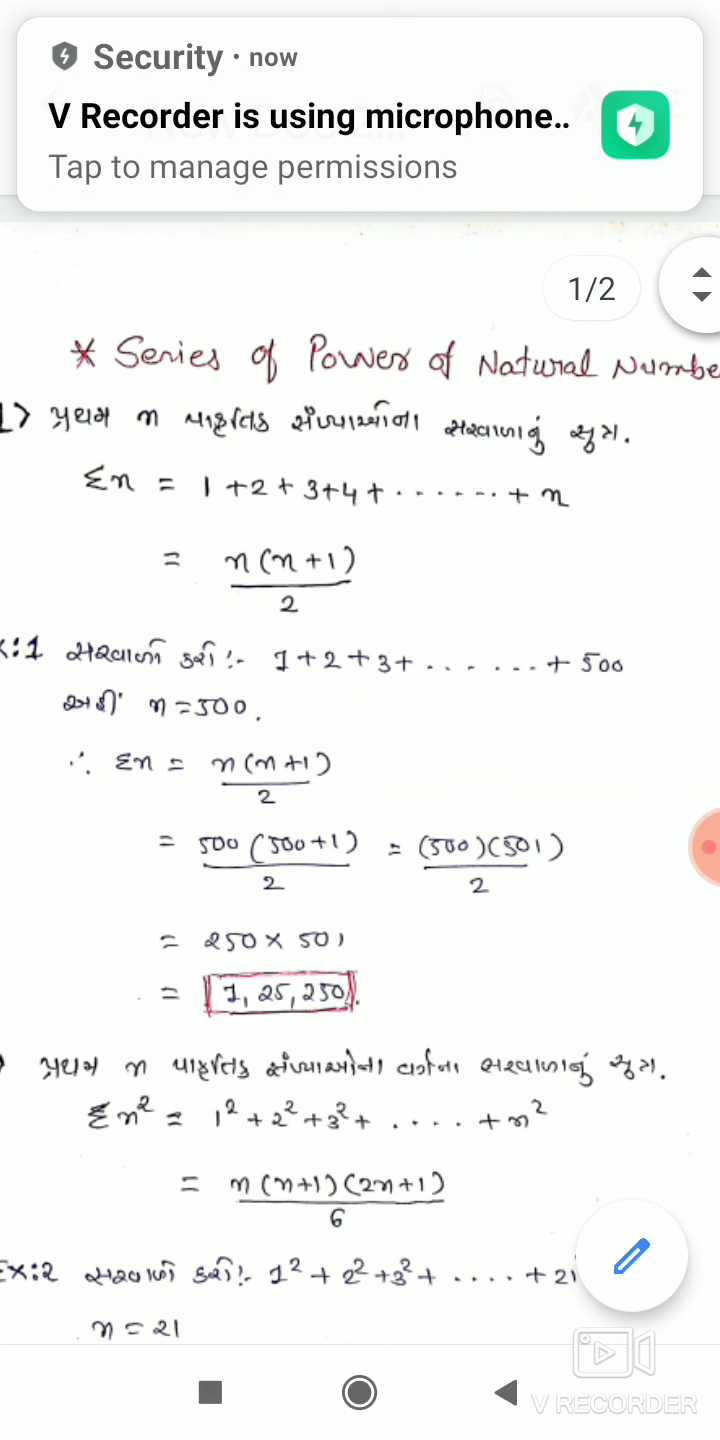 Security · now
V Recorder is using microphone..
Tap to manage permissions
1/2
* Series of Power of Natural Numbe
1> પ્રથમ n પ્રાકૃતિક સંખ્યાઓના સરવાળાનું સૂત્ર.
Σn = 1 + 2 + 3 + 4 + ....... + n
= n(n+1)/2
x:1 સરવાળો કરો :- 1 + 2 + 3 + ....... + 500
અહીં n = 500.
∴ Σn = n(n+1)/2
= 500(500+1)/2 = (500)(501)/2
= 250 × 501
= 1,25,250.
પ્રથમ n પ્રાકૃતિક સંખ્યાઓના વર્ગના સરવાળાનું સૂત્ર.
Σn² = 1² + 2² + 3² + ..... + n²
= n(n+1)(2n+1)/6
Ex:2 સરવાળો કરો :- 1² + 2² + 3² + ..... + 21
n = 21
V RECORDER